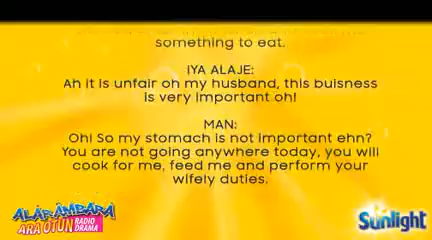 something to eat.
IYA ALAJE:
Ah it is unfair oh my husband, this buisness
is very important oh!
MAN:
Oh! So my stomach is not important ehn?
You are not going anywhere today, you will
cook for me, feed me and perform your
wifely duties.
ALÁRÀMBARÀ
ARA OTUN RADIO
DRAMA
Sunlight